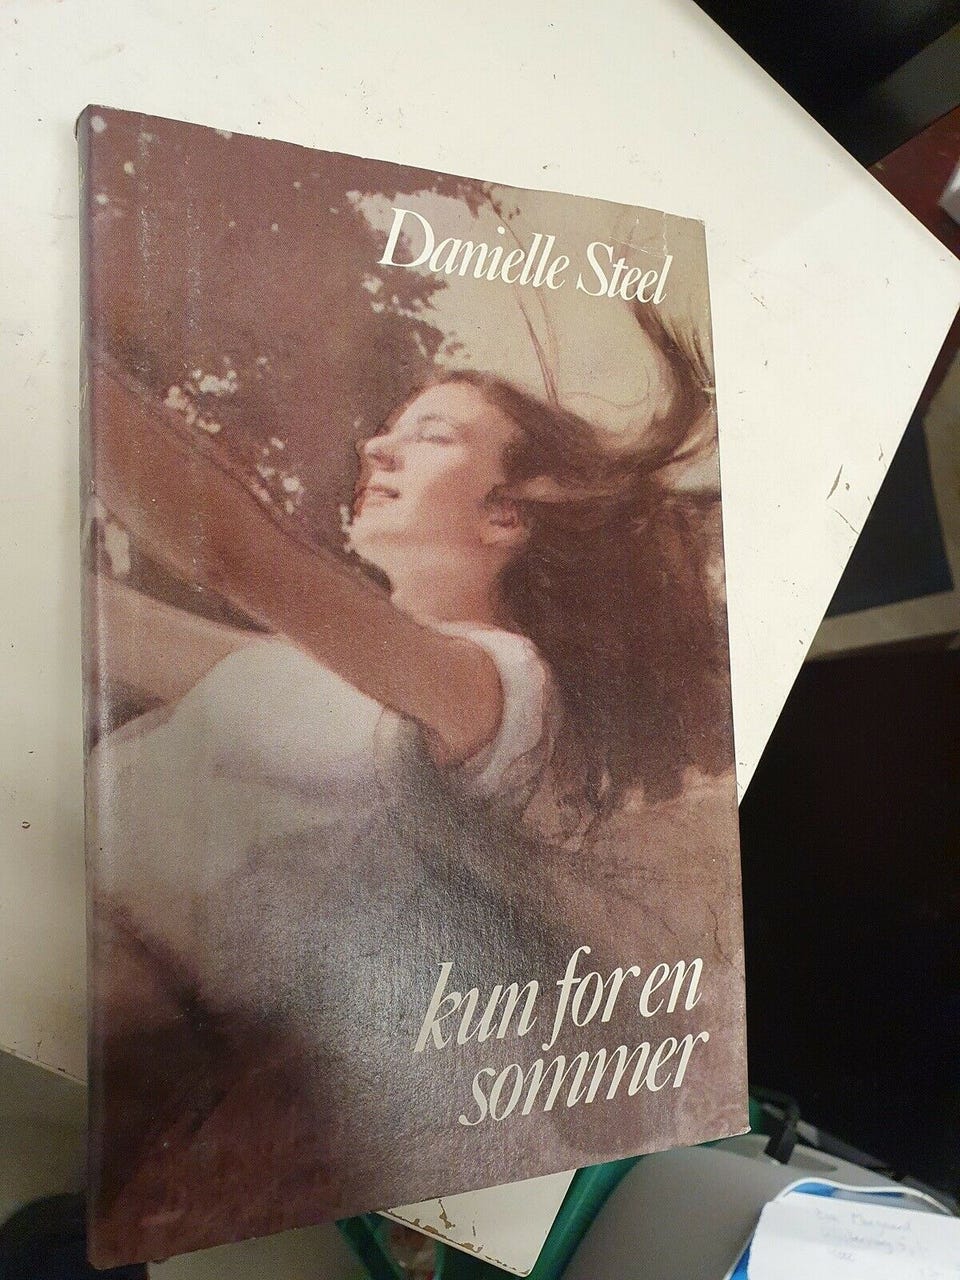 Danielle Steel
kun for en
sommer